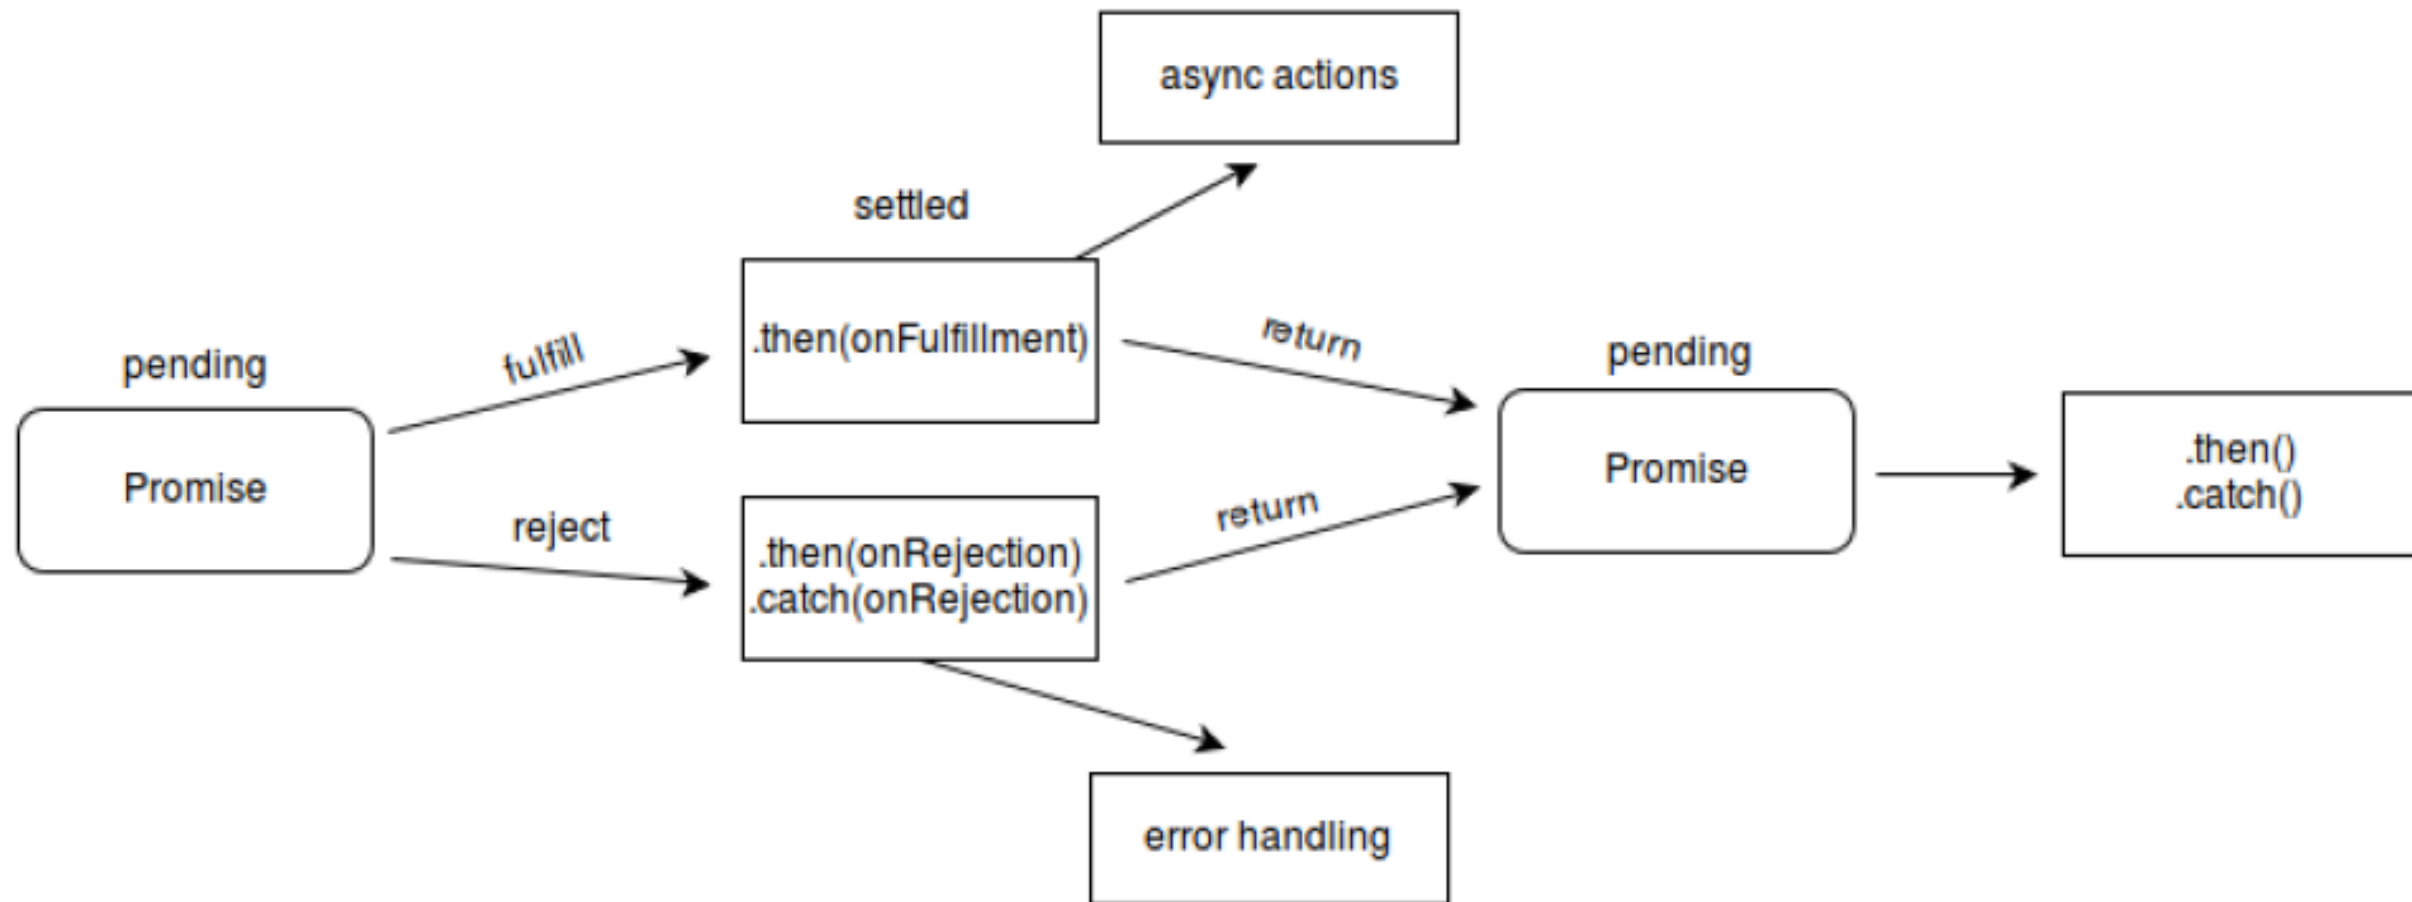 async actions
settled
.then(onFulfillment)
fulfill
return
pending
pending
Promise
Promise
.then()
.catch()
reject
return
.then(onRejection)
.catch(onRejection)
error handling